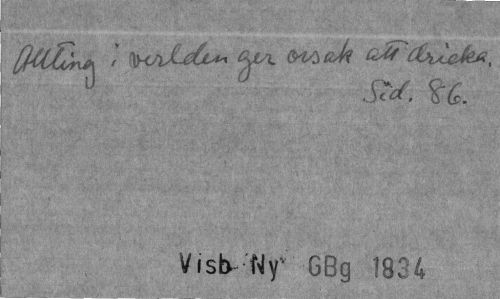 Allting i verlden ger orsak att dricka.
Sid. 86.
Visb Ny GBg 1834